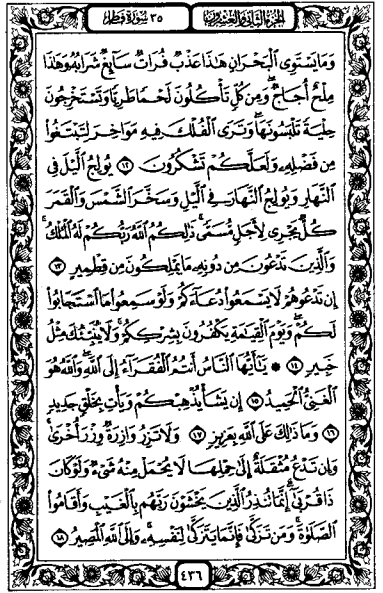 الجزء الثاني والعشرون ٣٥ سورة فاطر
وَمَا يَسْتَوِي الْبَحْرَانِ هَٰذَا عَذْبٌ فُرَاتٌ سَائِغٌ شَرَابُهُ وَهَٰذَا
مِلْحٌ أُجَاجٌ ۖ وَمِن كُلٍّ تَأْكُلُونَ لَحْمًا طَرِيًّا وَتَسْتَخْرِجُونَ
حِلْيَةً تَلْبَسُونَهَا ۖ وَتَرَى الْفُلْكَ فِيهِ مَوَاخِرَ لِتَبْتَغُوا
مِن فَضْلِهِ وَلَعَلَّكُمْ تَشْكُرُونَ ١٢ يُولِجُ اللَّيْلَ فِي
النَّهَارِ وَيُولِجُ النَّهَارَ فِي اللَّيْلِ وَسَخَّرَ الشَّمْسَ وَالْقَمَرَ
كُلٌّ يَجْرِي لِأَجَلٍ مُّسَمًّى ۚ ذَٰلِكُمُ اللَّهُ رَبُّكُمْ لَهُ الْمُلْكُ ۚ
وَالَّذِينَ تَدْعُونَ مِن دُونِهِ مَا يَمْلِكُونَ مِن قِطْمِيرٍ ١٣
إِن تَدْعُوهُمْ لَا يَسْمَعُوا دُعَاءَكُمْ وَلَوْ سَمِعُوا مَا اسْتَجَابُوا
لَكُمْ ۖ وَيَوْمَ الْقِيَامَةِ يَكْفُرُونَ بِشِرْكِكُمْ ۚ وَلَا يُنَبِّئُكَ مِثْلُ
خَبِيرٍ ١٤ ۞ يَا أَيُّهَا النَّاسُ أَنتُمُ الْفُقَرَاءُ إِلَى اللَّهِ ۖ وَاللَّهُ هُوَ
الْغَنِيُّ الْحَمِيدُ ١٥ إِن يَشَأْ يُذْهِبْكُمْ وَيَأْتِ بِخَلْقٍ جَدِيدٍ
١٦ وَمَا ذَٰلِكَ عَلَى اللَّهِ بِعَزِيزٍ ١٧ وَلَا تَزِرُ وَازِرَةٌ وِزْرَ أُخْرَىٰ ۚ
وَإِن تَدْعُ مُثْقَلَةٌ إِلَىٰ حِمْلِهَا لَا يُحْمَلْ مِنْهُ شَيْءٌ وَلَوْ كَانَ
ذَا قُرْبَىٰ ۗ إِنَّمَا تُنذِرُ الَّذِينَ يَخْشَوْنَ رَبَّهُم بِالْغَيْبِ وَأَقَامُوا
الصَّلَاةَ ۚ وَمَن تَزَكَّىٰ فَإِنَّمَا يَتَزَكَّىٰ لِنَفْسِهِ ۚ وَإِلَى اللَّهِ الْمَصِيرُ ١٨
٤٣٦